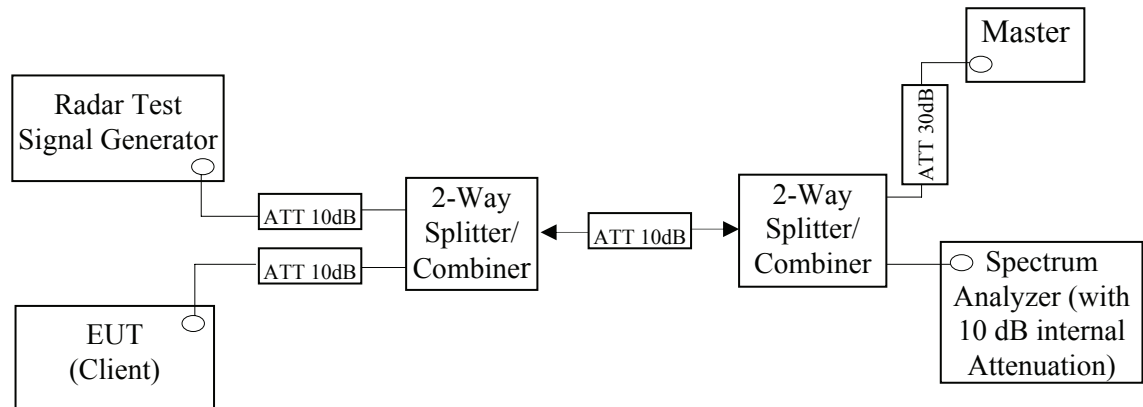 Radar Test
Signal Generator
ATT 10dB
ATT 10dB
EUT
(Client)
2-Way
Splitter/
Combiner
ATT 10dB
2-Way
Splitter/
Combiner
Master
ATT 30dB
Spectrum
Analyzer (with
10 dB internal
Attenuation)